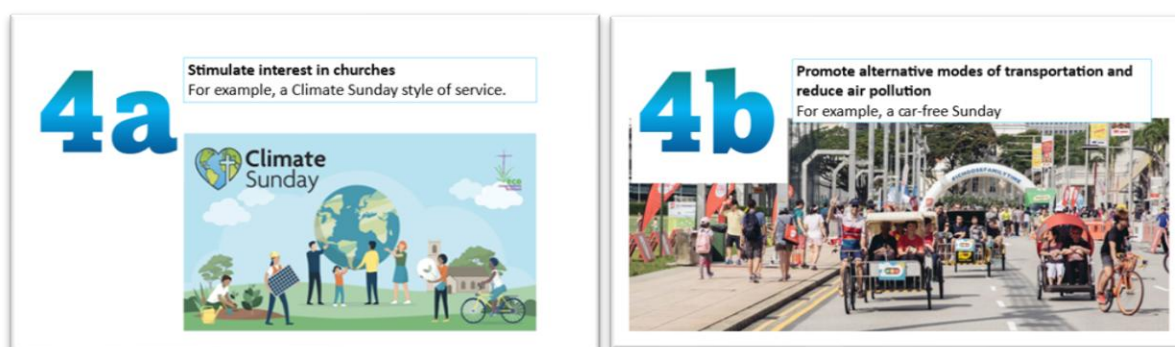 4a
Stimulate interest in churches
For example, a Climate Sunday style of service.
Climate
Sunday
eco
4b
Promote alternative modes of transportation and
reduce air pollution
For example, a car-free Sunday